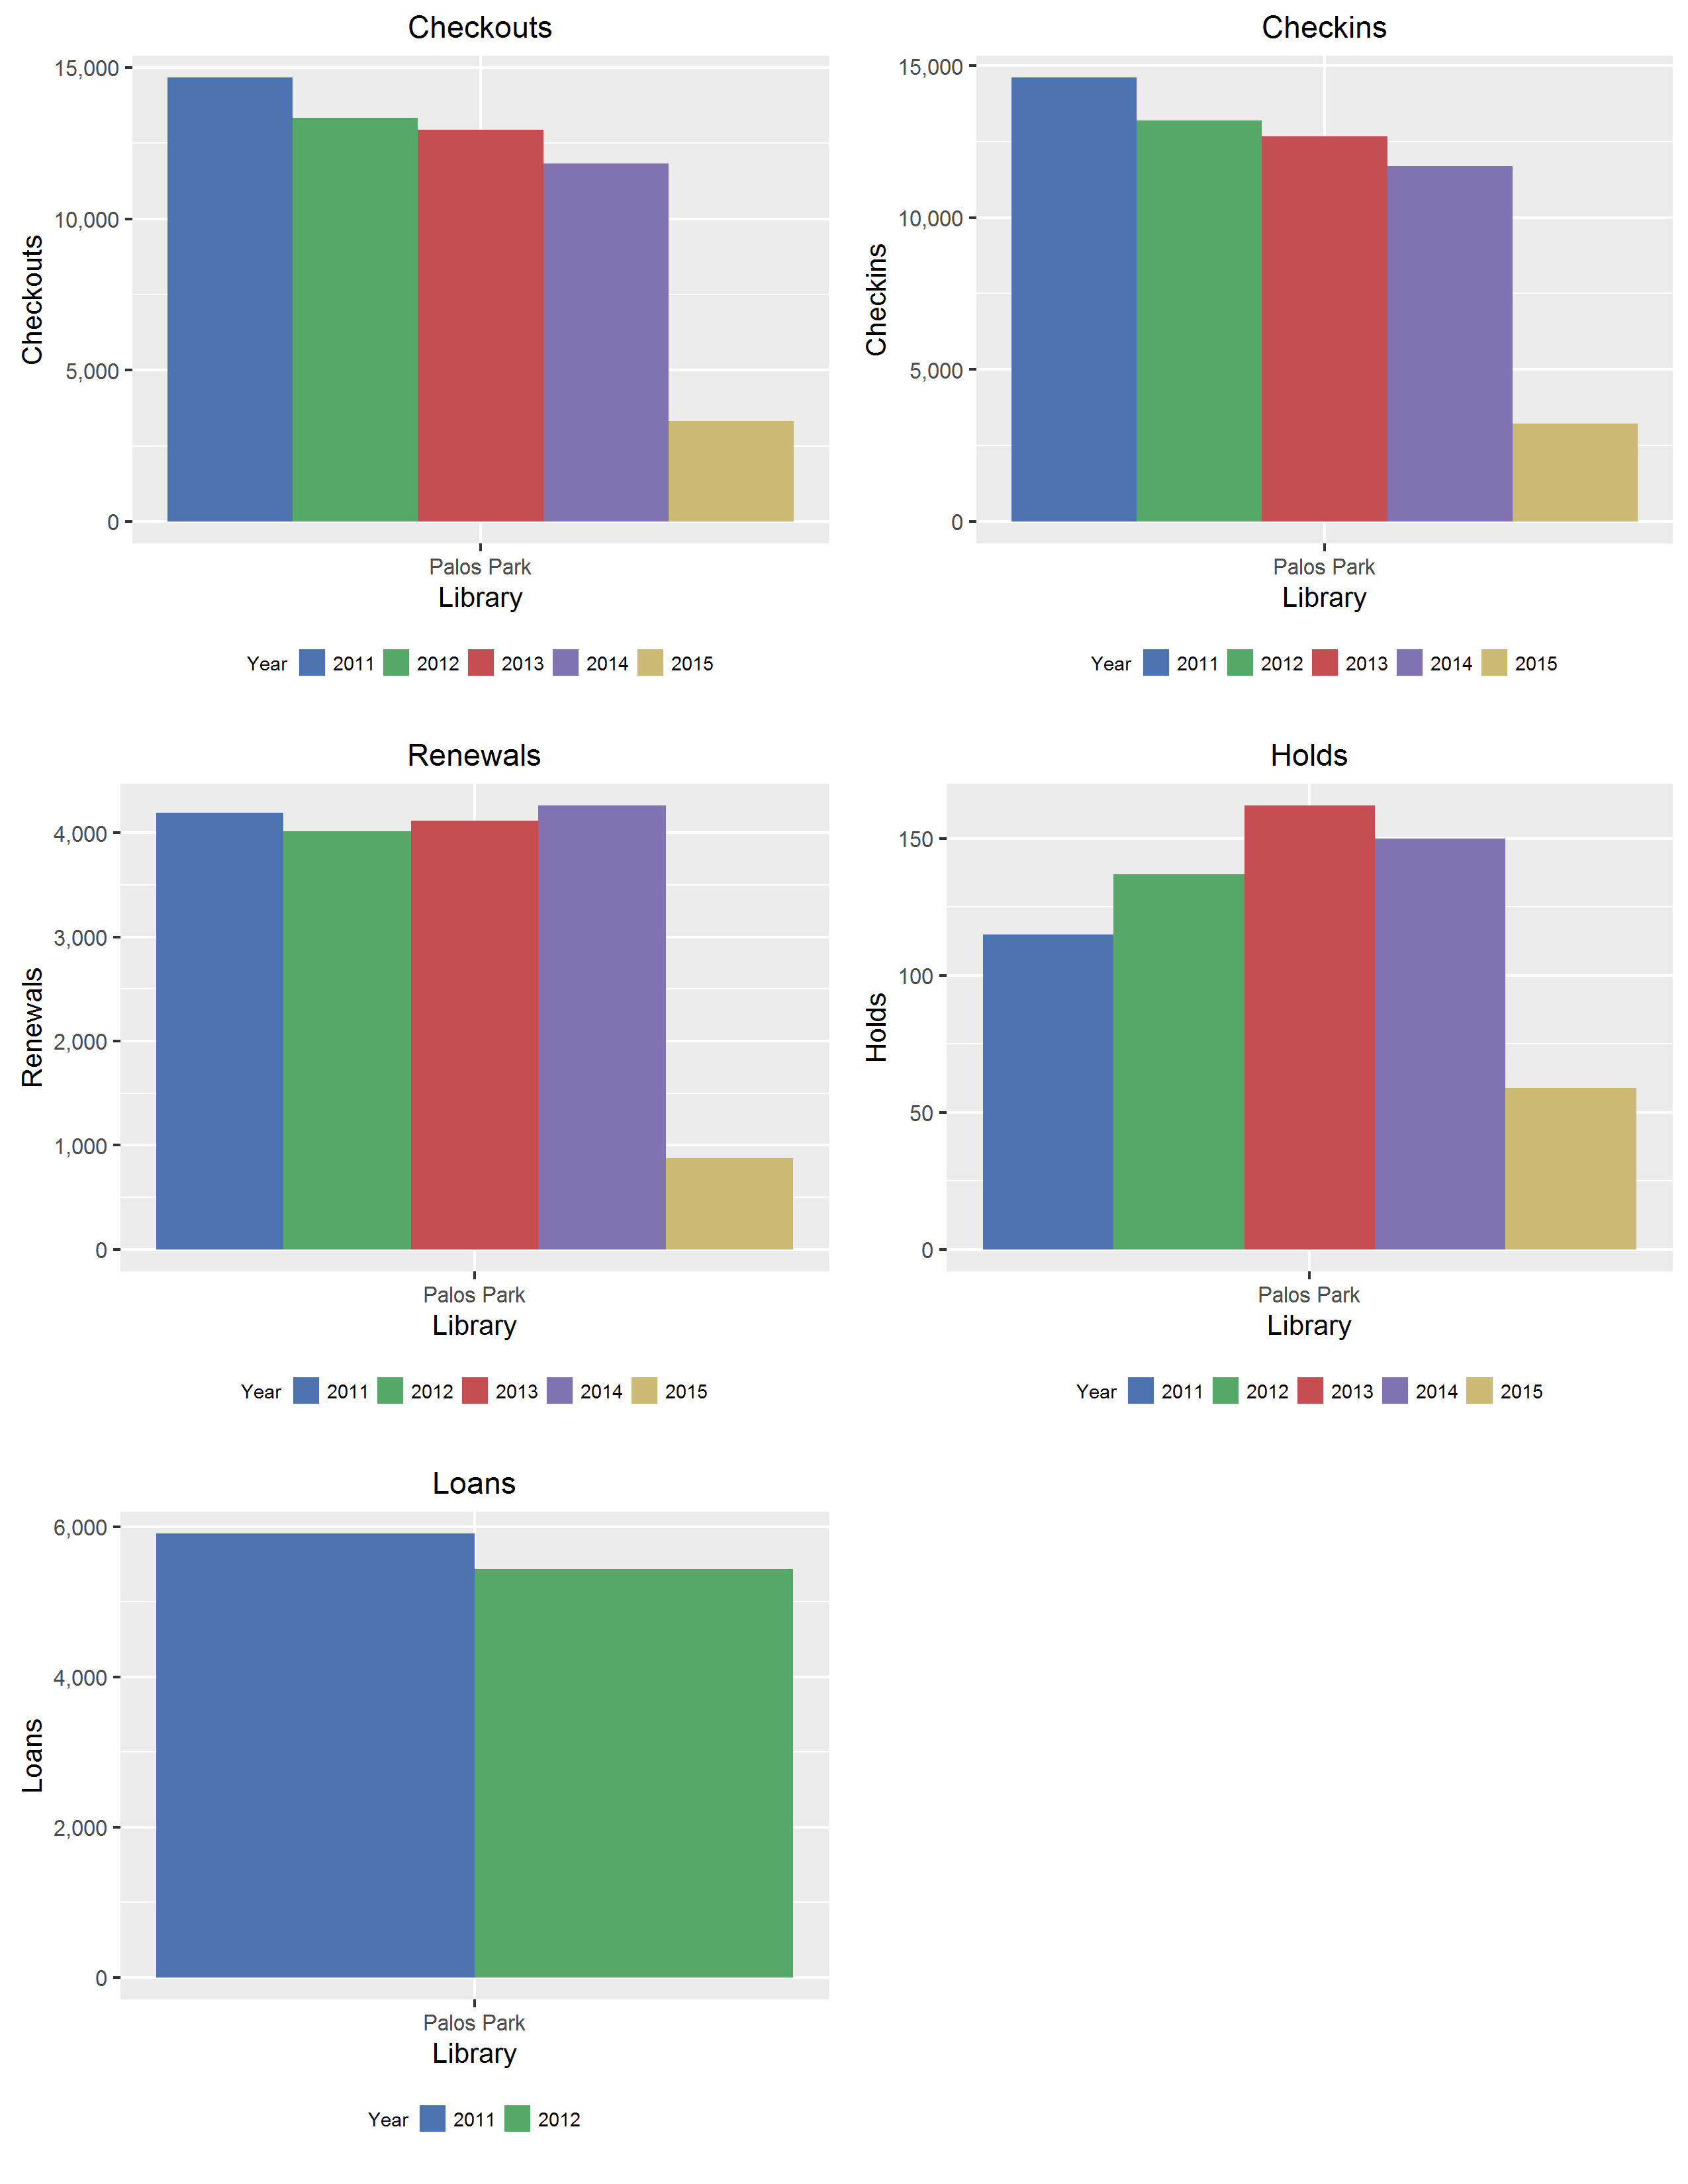 Checkouts
15,000
10,000
5,000
0
Checkouts
Palos Park
Library
Year 2011 2012 2013 2014 2015
Checkins
15,000
10,000
5,000
0
Checkins
Palos Park
Library
Year 2011 2012 2013 2014 2015
Renewals
4,000
3,000
2,000
1,000
0
Renewals
Palos Park
Library
Year 2011 2012 2013 2014 2015
Holds
150
100
50
0
Holds
Palos Park
Library
Year 2011 2012 2013 2014 2015
Loans
6,000
4,000
2,000
0
Loans
Palos Park
Library
Year 2011 2012